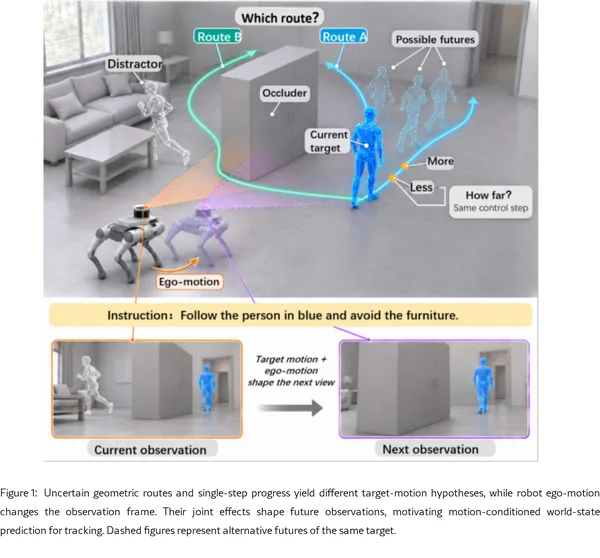 Which route?
Route B
Route A
Possible futures
Distractor
Occluder
Current
target
More
Less
How far?
Same control step
Ego-motion
Instruction: Follow the person in blue and avoid the furniture.
Target motion +
ego-motion
shape the next view
Current observation
Next observation
Figure 1: Uncertain geometric routes and single-step progress yield different target-motion hypotheses, while robot ego-motion
changes the observation frame. Their joint effects shape future observations, motivating motion-conditioned world-state
prediction for tracking. Dashed figures represent alternative futures of the same target.